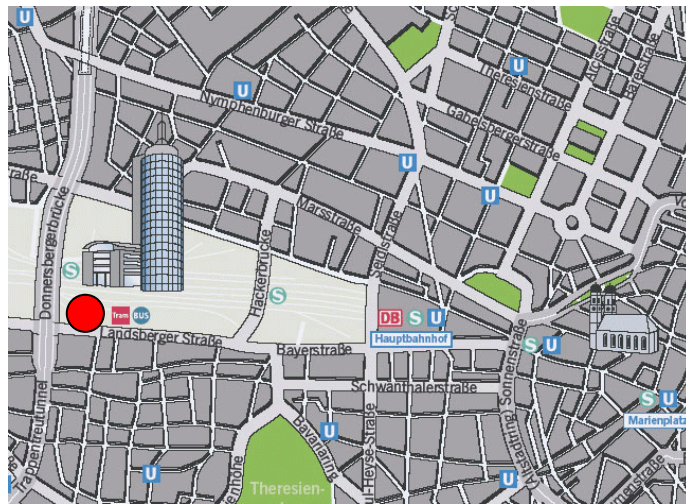 U
U
U
U
U
Theresienstraße
Arcisstraße
Gabelsbergerstraße
Nymphenburger Straße
straße
Donnersbergerbrücke
Marsstraße
Seidlstraße
Hackerbrücke
S
S
Tram BUS
Landsberger Straße
DB S U
Hauptbahnhof
Bayerstraße
Schwanthalerstraße
Sonnenstraße
S U
S U
Marienplatz
Trappentreutunnel
U
U
U
Theresien-